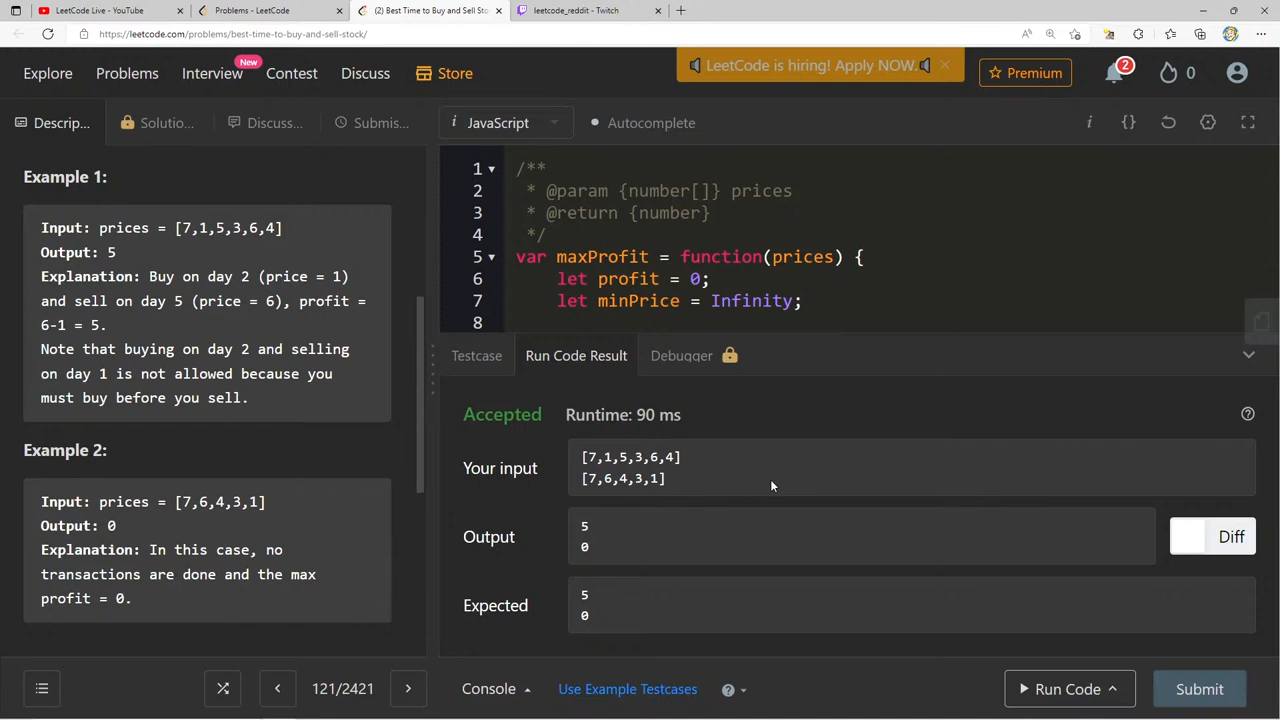 LeetCode Live - YouTube
Problems - LeetCode
(2) Best Time to Buy and Sell Sto
leetcode_reddit - Twitch
https://leetcode.com/problems/best-time-to-buy-and-sell-stock/
Explore
Problems
Interview
New
Contest
Discuss
Store
LeetCode is hiring! Apply NOW.
Premium
2
0
Descrip...
Solutio...
Discuss...
Submis...
i JavaScript
Autocomplete
i
{}
Example 1:
Input: prices = [7,1,5,3,6,4]
Output: 5
Explanation: Buy on day 2 (price = 1)
and sell on day 5 (price = 6), profit =
6-1 = 5.
Note that buying on day 2 and selling
on day 1 is not allowed because you
must buy before you sell.
Example 2:
Input: prices = [7,6,4,3,1]
Output: 0
Explanation: In this case, no
transactions are done and the max
profit = 0.
1 /**
2 * @param {number[]} prices
3 * @return {number}
4 */
5 var maxProfit = function(prices) {
6 let profit = 0;
7 let minPrice = Infinity;
8
Testcase
Run Code Result
Debugger
Accepted
Runtime: 90 ms
Your input
[7,1,5,3,6,4]
[7,6,4,3,1]
Output
5
0
Diff
Expected
5
0
121/2421
Console
Use Example Testcases
Run Code
Submit